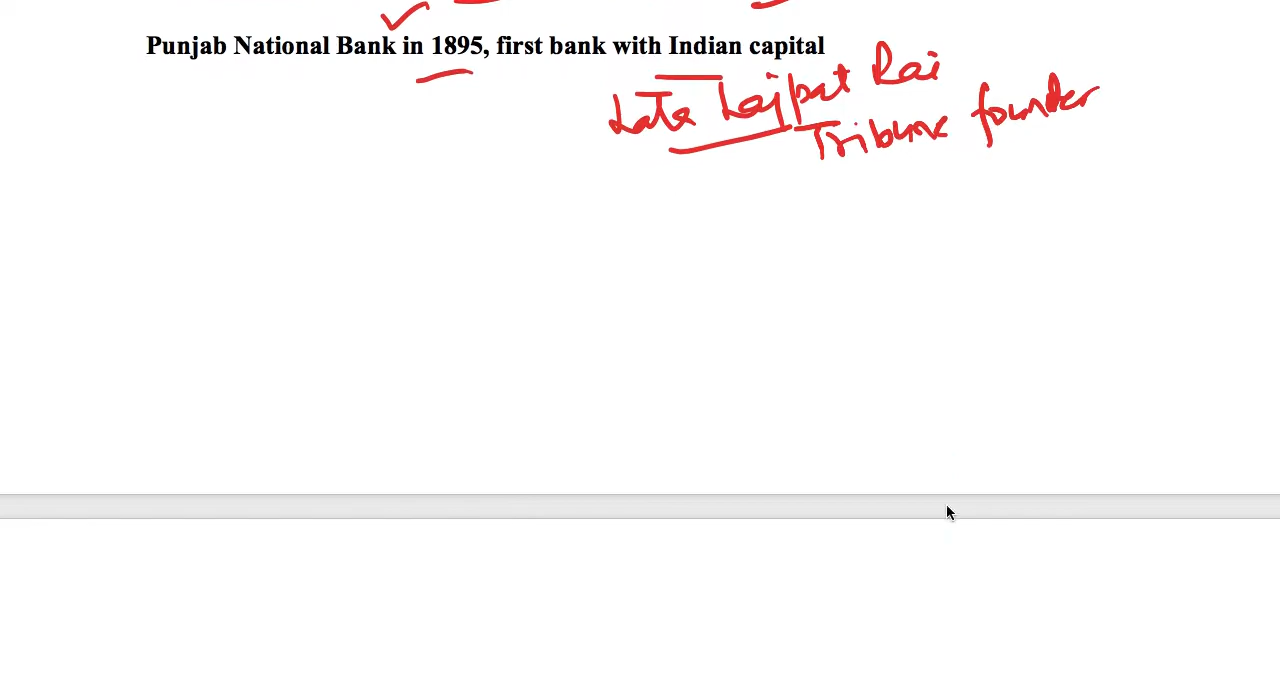 Punjab National Bank in 1895, first bank with Indian capital
Lala Lajpat Rai
Tribune founder